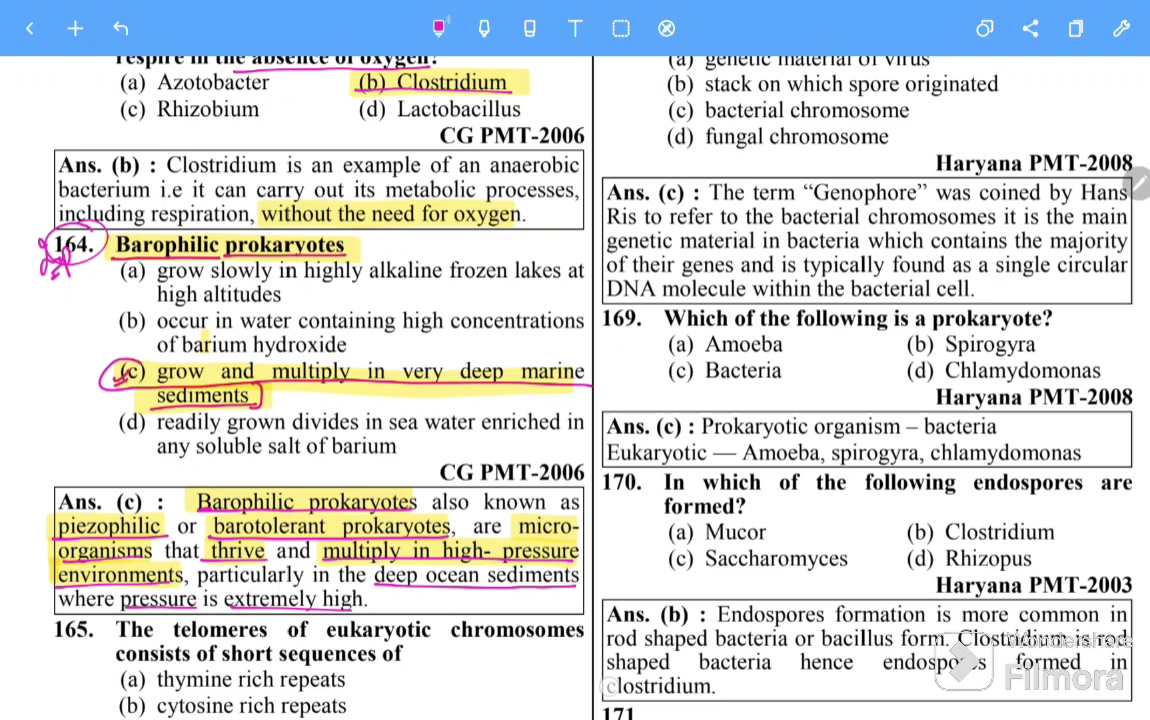 respire in the absence of oxygen?
(a) Azotobacter (b) Clostridium
(c) Rhizobium (d) Lactobacillus
CG PMT-2006
Ans. (b) : Clostridium is an example of an anaerobic
bacterium i.e it can carry out its metabolic processes,
including respiration, without the need for oxygen.
164. Barophilic prokaryotes
(a) grow slowly in highly alkaline frozen lakes at
high altitudes
(b) occur in water containing high concentrations
of barium hydroxide
(c) grow and multiply in very deep marine
sediments
(d) readily grown divides in sea water enriched in
any soluble salt of barium
CG PMT-2006
Ans. (c) : Barophilic prokaryotes also known as
piezophilic or barotolerant prokaryotes, are micro-
organisms that thrive and multiply in high- pressure
environments, particularly in the deep ocean sediments
where pressure is extremely high.
165. The telomeres of eukaryotic chromosomes
consists of short sequences of
(a) thymine rich repeats
(b) cytosine rich repeats
(a) genetic material of virus
(b) stack on which spore originated
(c) bacterial chromosome
(d) fungal chromosome
Haryana PMT-2008
Ans. (c) : The term “Genophore” was coined by Hans
Ris to refer to the bacterial chromosomes it is the main
genetic material in bacteria which contains the majority
of their genes and is typically found as a single circular
DNA molecule within the bacterial cell.
169. Which of the following is a prokaryote?
(a) Amoeba (b) Spirogyra
(c) Bacteria (d) Chlamydomonas
Haryana PMT-2008
Ans. (c) : Prokaryotic organism – bacteria
Eukaryotic — Amoeba, spirogyra, chlamydomonas
170. In which of the following endospores are
formed?
(a) Mucor (b) Clostridium
(c) Saccharomyces (d) Rhizopus
Haryana PMT-2003
Ans. (b) : Endospores formation is more common in
rod shaped bacteria or bacillus form. Clostridium is rod
shaped bacteria hence endospores formed in
clostridium.
171
Wondershare
Filmora